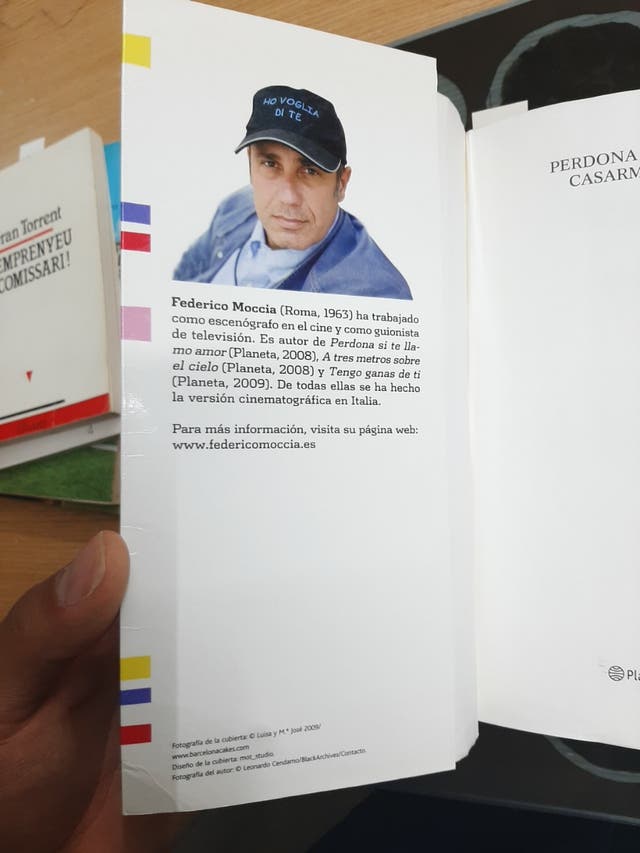 HO VOGLIA
DI TE
Federico Moccia (Roma, 1963) ha trabajado
como escenógrafo en el cine y como guionista
de televisión. Es autor de Perdona si te lla-
mo amor (Planeta, 2008), A tres metros sobre
el cielo (Planeta, 2008) y Tengo ganas de ti
(Planeta, 2009). De todas ellas se ha hecho
la versión cinematográfica en Italia.
Para más información, visita su página web:
www.federicomoccia.es
Fotografía de la cubierta: © Luisa y M.ª José 2009/
www.barcelonacakes.com
Diseño de la cubierta: mot_studio.
Fotografía del autor: © Leonardo Cendamo/BlackArchives/Contacto.
PERDONA
CASARM
Pla
ran Torrent
EMPRENYEU
COMISSARI!